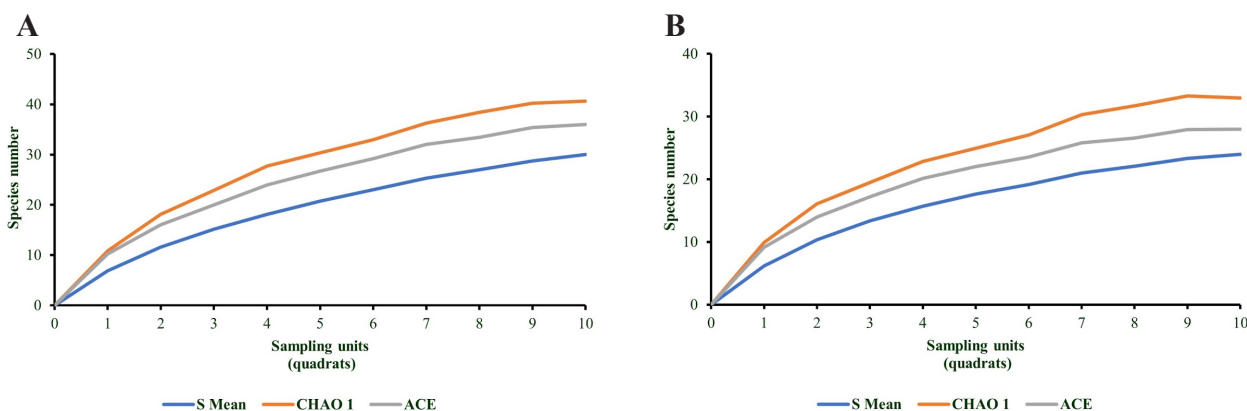 A
50
40
30
20
10
0
Species number
0 1 2 3 4 5 6 7 8 9 10
Sampling units
(quadrats)
S Mean CHAO 1 ACE
B
40
30
20
10
0
Species number
0 1 2 3 4 5 6 7 8 9 10
Sampling units
(quadrats)
S Mean CHAO 1 ACE